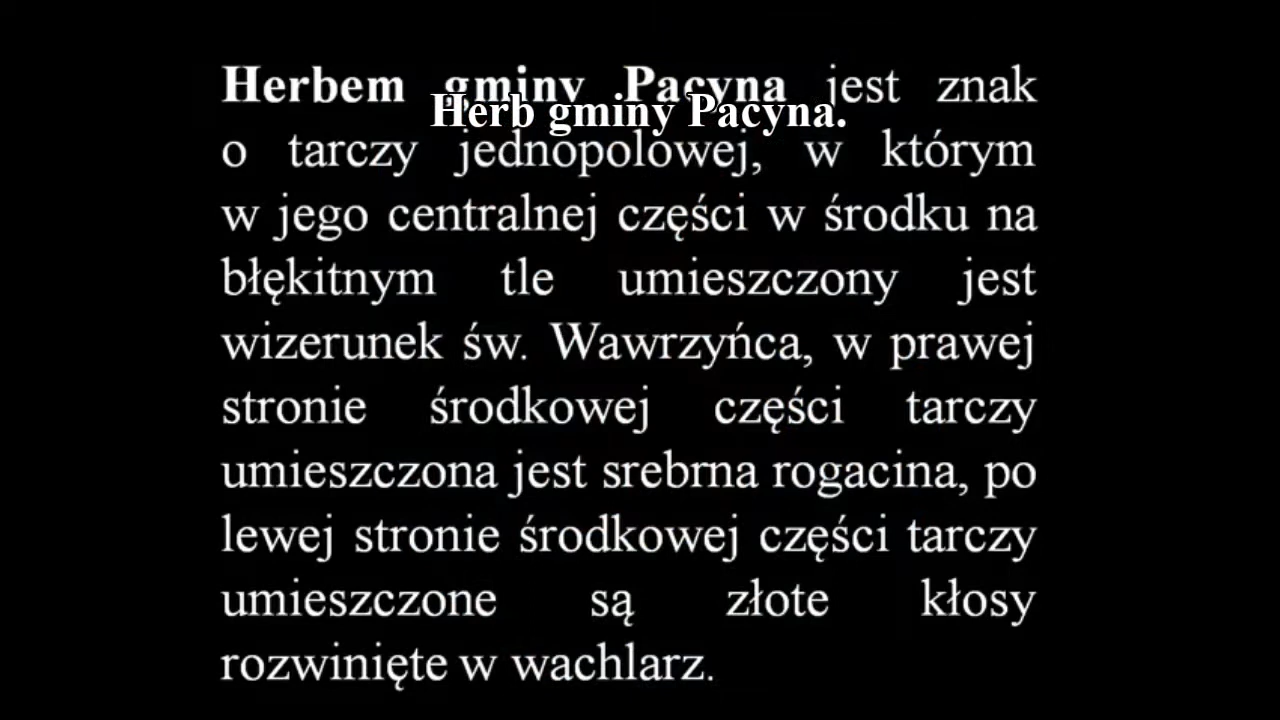 Herbem gminy Pacyna jest znak
Herb gminy Pacyna.
o tarczy jednopolowej, w którym
w jego centralnej części w środku na
błękitnym tle umieszczony jest
wizerunek św. Wawrzyńca, w prawej
stronie środkowej części tarczy
umieszczona jest srebrna rogacina, po
lewej stronie środkowej części tarczy
umieszczone są złote kłosy
rozwinięte w wachlarz.